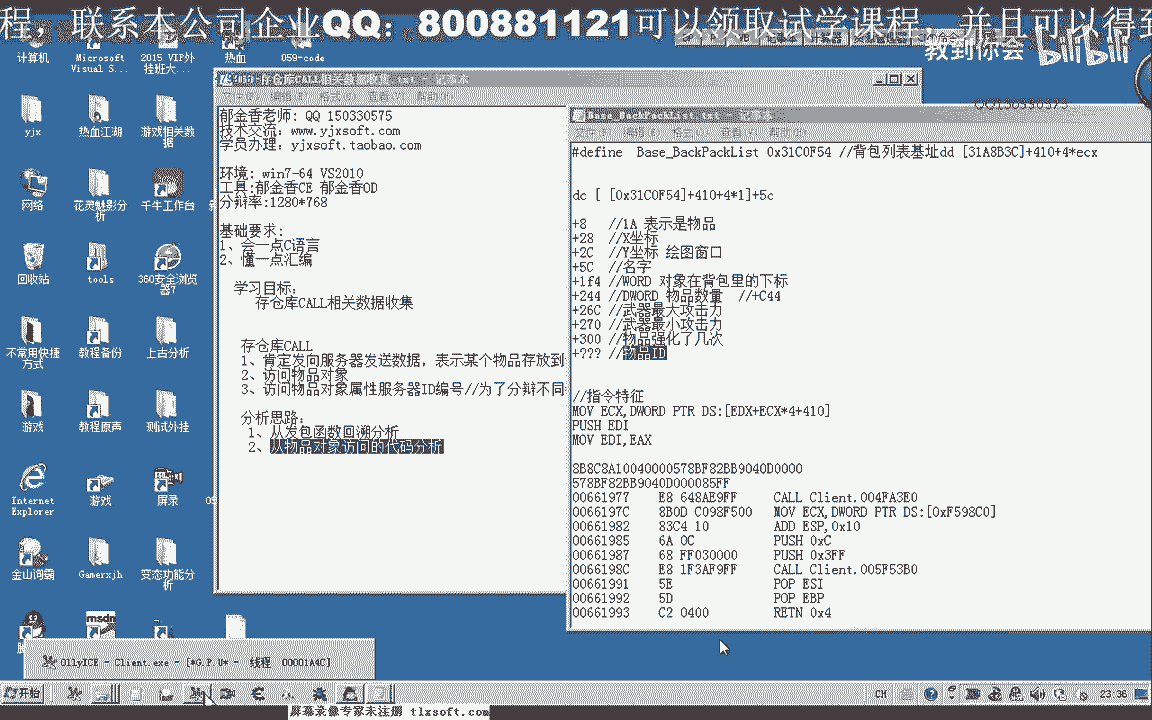 程，联系本公司企业QQ：800881121可以领取试学课程，并且可以得到
教到你会 bilibili
计算机
Microsoft
Visual S...
2015 VIP外
挂班大...
热血
059-code
yjx
热血江湖
游戏相关数
据
网络
花灵魅影分
析
千牛工作台
回收站
tools
360安全浏览
器7
不常用快捷
方式
教程备份
上古分析
游戏
教程原声
测试外挂
Internet
Explorer
游戏
屏录
金山词霸
Gamerxjh
变态功能分
析
郁金香老师: QQ 150330575
技术交流：www.yjxsoft.com
学员办理：yjxsoft.taobao.com
环境: win7-64 VS2010
工具:郁金香CE 郁金香OD
分辩率:1280*768
基础要求:
1、会一点C语言
2、懂一点汇编
学习目标:
存仓库CALL相关数据收集
存仓库CALL
1、肯定发向服务器发送数据，表示某个物品存放到
2、访问物品对象
3、访问物品对象属性服务器ID编号//为了分辩不同
分析思路:
1、从发包函数回溯分析
2、从物品对象访问的代码分析
Base_BackPackList.txt - 记事本
#define  Base_BackPackList 0x31C0F54 //背包列表基址dd [31A8B3C]+410+4*ecx
dc [ [0x31C0F54]+410+4*1]+5c
+8   //1A 表示是物品
+28  //X坐标
+2C  //Y坐标 绘图窗口
+5C  //名字
+1f4 //WORD 对象在背包里的下标
+244 //DWORD 物品数量  //+C44
+26C //武器最大攻击力
+270 //武器最小攻击力
+300 //物品强化了几次
+??? //物品ID
//指令特征
MOV ECX,DWORD PTR DS:[EDX+ECX*4+410]
PUSH EDI
MOV EDI,EAX
8B8C8A10040000578BF82BB9040D0000
578BF82BB9040D000085FF
00661977    E8 648AE9FF     CALL Client.004FA3E0
0066197C    8B0D C098F500   MOV ECX,DWORD PTR DS:[0xF598C0]
00661982    83C4 10         ADD ESP,0x10
00661985    6A 0C           PUSH 0xC
00661987    68 FF030000     PUSH 0x3FF
0066198C    E8 1F3AF9FF     CALL Client.005F53B0
00661991    5E              POP ESI
00661992    5D              POP EBP
00661993    C2 0400         RETN 0x4
msdn
OllyICE - Client.exe - [*G.P.U* -  线程  00001A4C]
开始
CH
23:36
屏幕录像专家未注册 tlxsoft.com